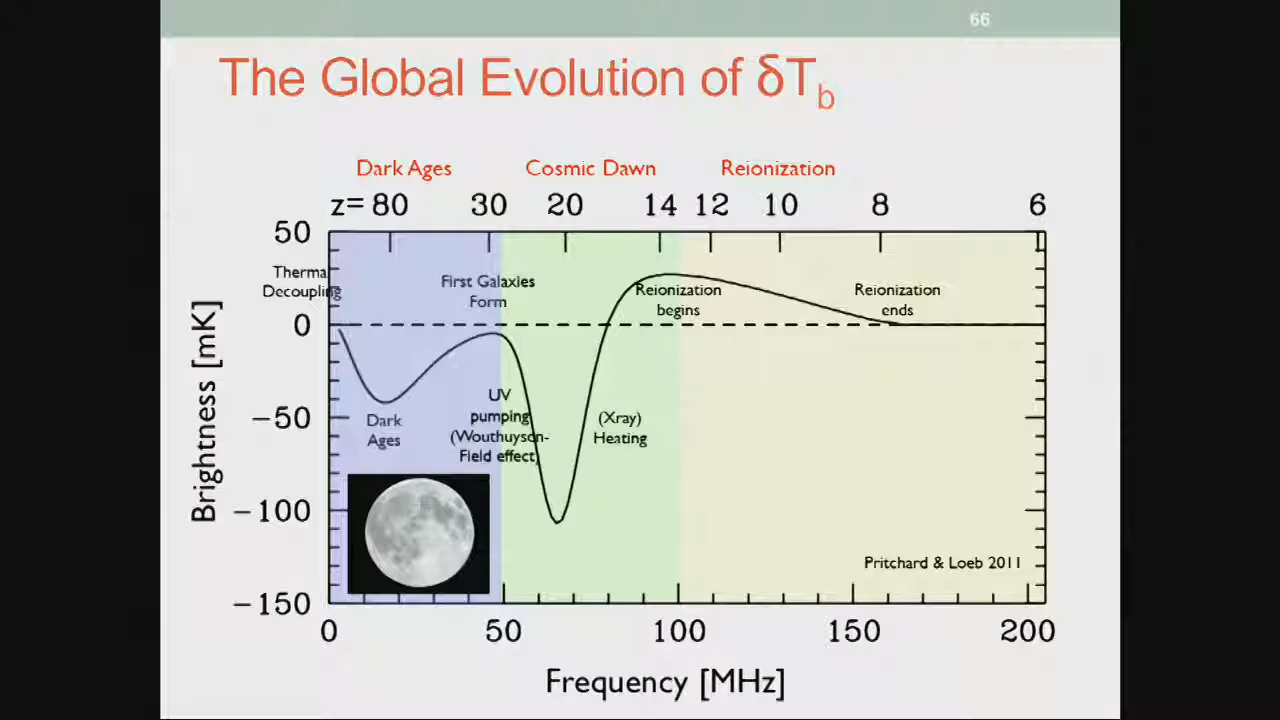 66
The Global Evolution of δTb
Dark Ages
Cosmic Dawn
Reionization
z= 80 30 20 14 12 10 8 6
50
0
−50
−100
−150
Brightness [mK]
Thermal
Decoupling
First Galaxies
Form
Reionization
begins
Reionization
ends
Dark
Ages
UV
pumping
(Wouthuyson-
Field effect)
(Xray)
Heating
Pritchard & Loeb 2011
0 50 100 150 200
Frequency [MHz]